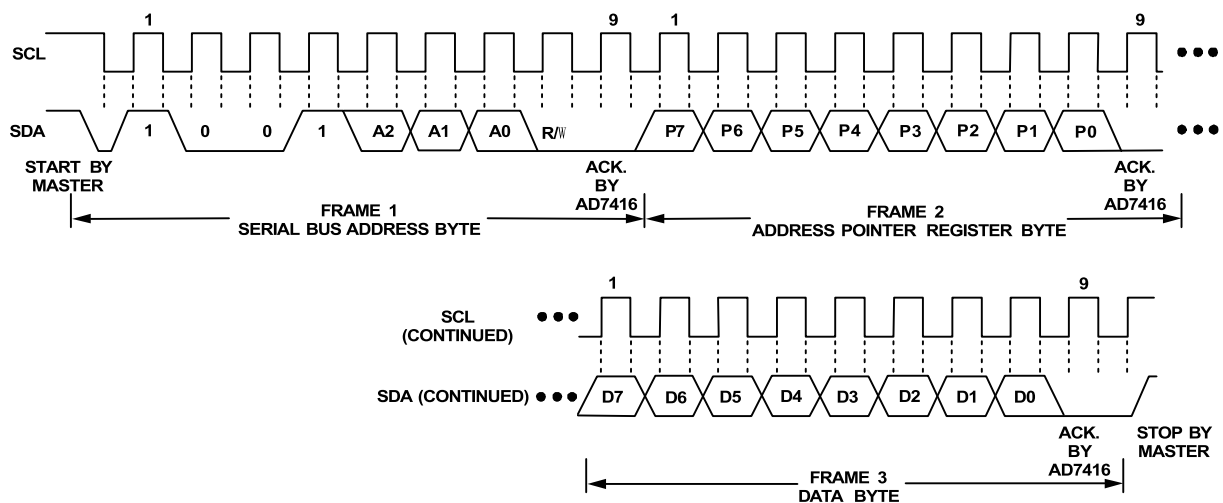 1 9 1 9
SCL
SDA 1 0 0 1 A2 A1 A0 R/W P7 P6 P5 P4 P3 P2 P1 P0
START BY
MASTER
ACK.
BY
AD7416
ACK.
BY
AD7416
FRAME 1
SERIAL BUS ADDRESS BYTE
FRAME 2
ADDRESS POINTER REGISTER BYTE
1 9
SCL
(CONTINUED)
SDA (CONTINUED) D7 D6 D5 D4 D3 D2 D1 D0
ACK.
BY
AD7416
STOP BY
MASTER
FRAME 3
DATA BYTE